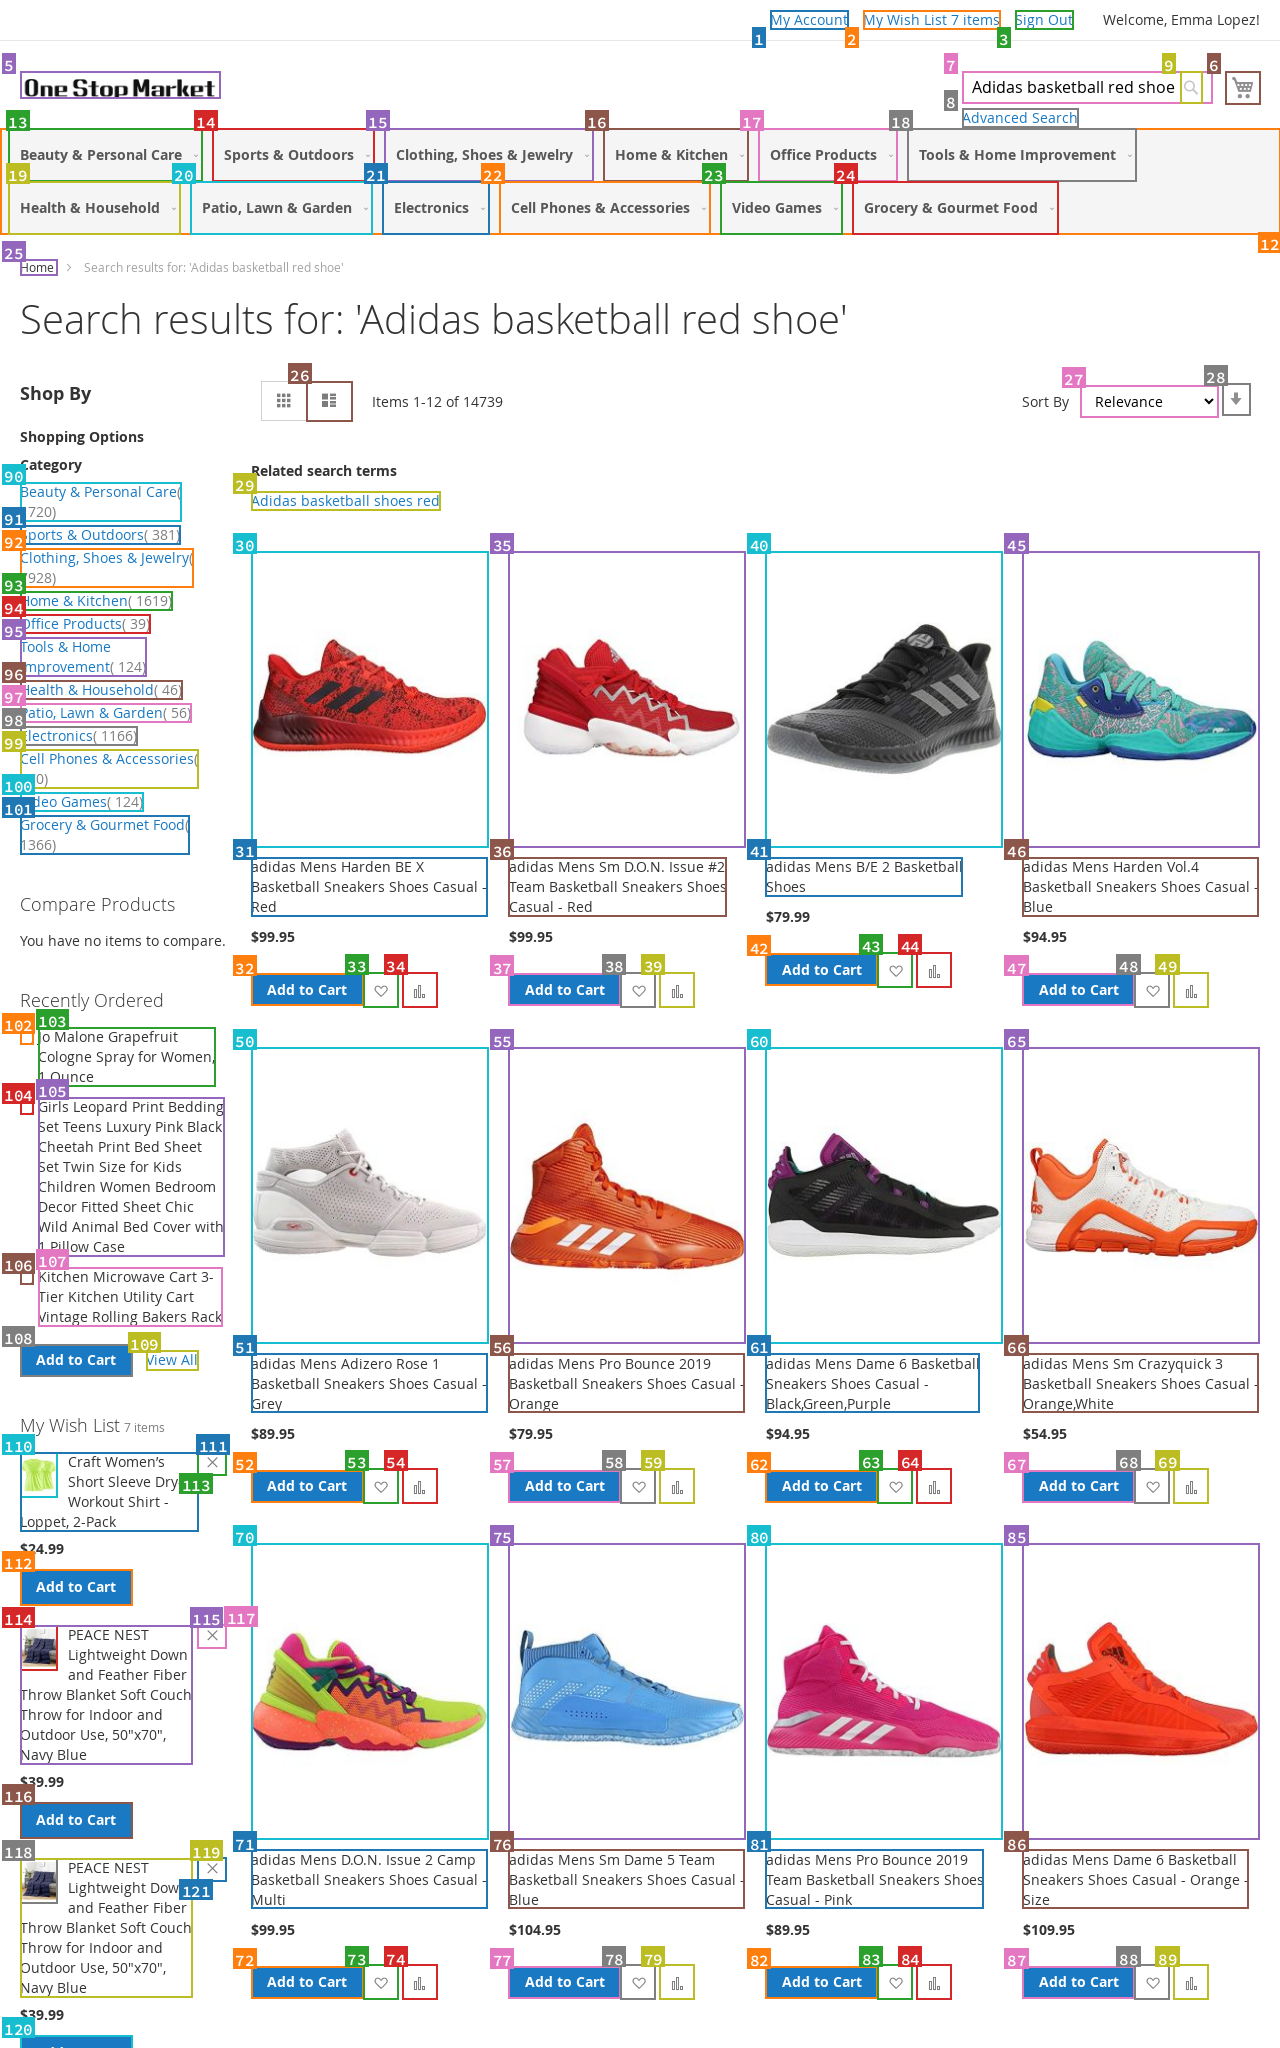 My Account
My Wish List 7 items
Sign Out
Welcome, Emma Lopez!
1
2
3
5
7
9
6
One Stop Market
Adidas basketball red shoe
8
Advanced Search
13
14
15
16
17
18
Beauty & Personal Care
Sports & Outdoors
Clothing, Shoes & Jewelry
Home & Kitchen
Office Products
Tools & Home Improvement
19
20
21
22
23
24
Health & Household
Patio, Lawn & Garden
Electronics
Cell Phones & Accessories
Video Games
Grocery & Gourmet Food
12
25
Home
Search results for: 'Adidas basketball red shoe'
Search results for: 'Adidas basketball red shoe'
26
27
28
Shop By
Items 1-12 of 14739
Sort By
Relevance
Shopping Options
Category
90
Beauty & Personal Care(
720)
91
Sports & Outdoors( 381)
92
Clothing, Shoes & Jewelry(
928)
93
Home & Kitchen( 1619)
94
Office Products( 39)
95
Tools & Home
Improvement( 124)
96
Health & Household( 46)
97
Patio, Lawn & Garden( 56)
98
Electronics( 1166)
99
Cell Phones & Accessories(
0)
100
Video Games( 124)
101
Grocery & Gourmet Food(
1366)
Compare Products
You have no items to compare.
Recently Ordered
102
103
Jo Malone Grapefruit
Cologne Spray for Women,
1 Ounce
104
105
Girls Leopard Print Bedding
Set Teens Luxury Pink Black
Cheetah Print Bed Sheet
Set Twin Size for Kids
Children Women Bedroom
Decor Fitted Sheet Chic
Wild Animal Bed Cover with
1 Pillow Case
106
107
Kitchen Microwave Cart 3-
Tier Kitchen Utility Cart
Vintage Rolling Bakers Rack
108
109
Add to Cart
View All
My Wish List 7 items
110
111
Craft Women's
Short Sleeve Dry
113
Workout Shirt -
Loppet, 2-Pack
$24.99
112
Add to Cart
114
115
117
PEACE NEST
Lightweight Down
and Feather Fiber
Throw Blanket Soft Couch
Throw for Indoor and
Outdoor Use, 50"x70",
Navy Blue
$39.99
116
Add to Cart
118
119
PEACE NEST
Lightweight Down
121
and Feather Fiber
Throw Blanket Soft Couch
Throw for Indoor and
Outdoor Use, 50"x70",
Navy Blue
$39.99
120
Related search terms
29
Adidas basketball shoes red
30
35
40
45
31
adidas Mens Harden BE X
Basketball Sneakers Shoes Casual -
Red
$99.95
32
33
34
Add to Cart
36
adidas Mens Sm D.O.N. Issue #2
Team Basketball Sneakers Shoes
Casual - Red
$99.95
37
38
39
Add to Cart
41
adidas Mens B/E 2 Basketball
Shoes
$79.99
42
43
44
Add to Cart
46
adidas Mens Harden Vol.4
Basketball Sneakers Shoes Casual -
Blue
$94.95
47
48
49
Add to Cart
50
55
60
65
adidas
51
adidas Mens Adizero Rose 1
Basketball Sneakers Shoes Casual -
Grey
$89.95
52
53
54
Add to Cart
56
adidas Mens Pro Bounce 2019
Basketball Sneakers Shoes Casual -
Orange
$79.95
57
58
59
Add to Cart
61
adidas Mens Dame 6 Basketball
Sneakers Shoes Casual -
Black,Green,Purple
$94.95
62
63
64
Add to Cart
66
adidas Mens Sm Crazyquick 3
Basketball Sneakers Shoes Casual -
Orange,White
$54.95
67
68
69
Add to Cart
70
75
80
85
71
adidas Mens D.O.N. Issue 2 Camp
Basketball Sneakers Shoes Casual -
Multi
$99.95
72
73
74
Add to Cart
76
adidas Mens Sm Dame 5 Team
Basketball Sneakers Shoes Casual -
Blue
$104.95
77
78
79
Add to Cart
81
adidas Mens Pro Bounce 2019
Team Basketball Sneakers Shoes
Casual - Pink
$89.95
82
83
84
Add to Cart
86
adidas Mens Dame 6 Basketball
Sneakers Shoes Casual - Orange -
Size
$109.95
87
88
89
Add to Cart